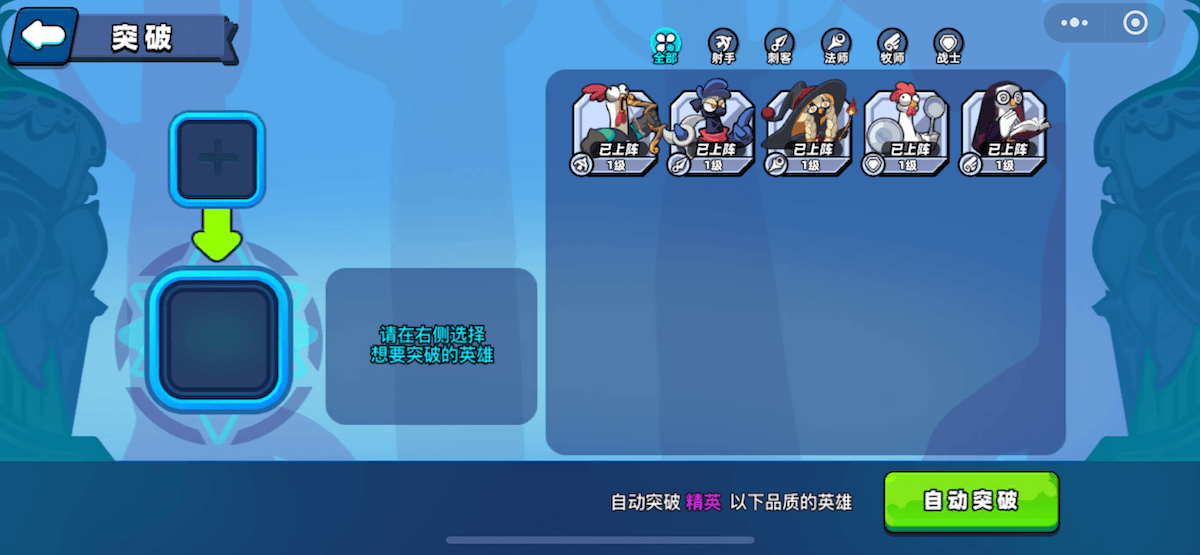 突破
全部 射手 刺客 法师 牧师 战士
已上阵 已上阵 已上阵 已上阵 已上阵
1级 1级 1级 1级 1级
请在右侧选择
想要突破的英雄
自动突破 精英 以下品质的英雄
自动突破